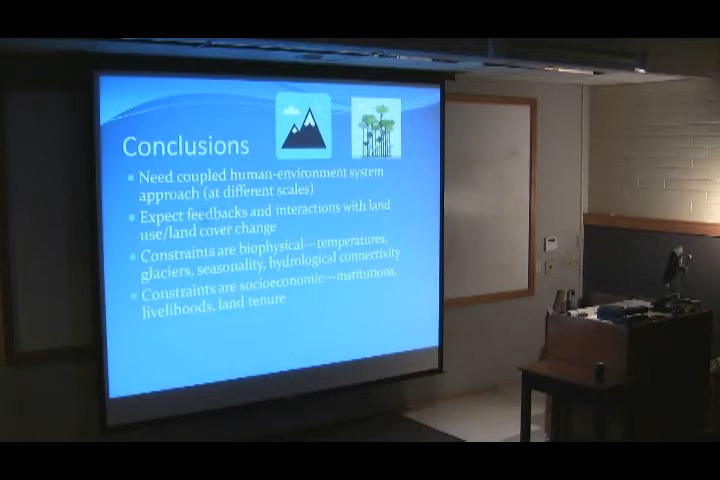 Conclusions
• Need coupled human-environment system
approach (at different scales)
• Expect feedbacks and interactions with land
use/land cover change
• Constraints are biophysical—temperatures,
glaciers, seasonality, hydrological connectivity
• Constraints are socioeconomic—institutions,
livelihoods, land tenure